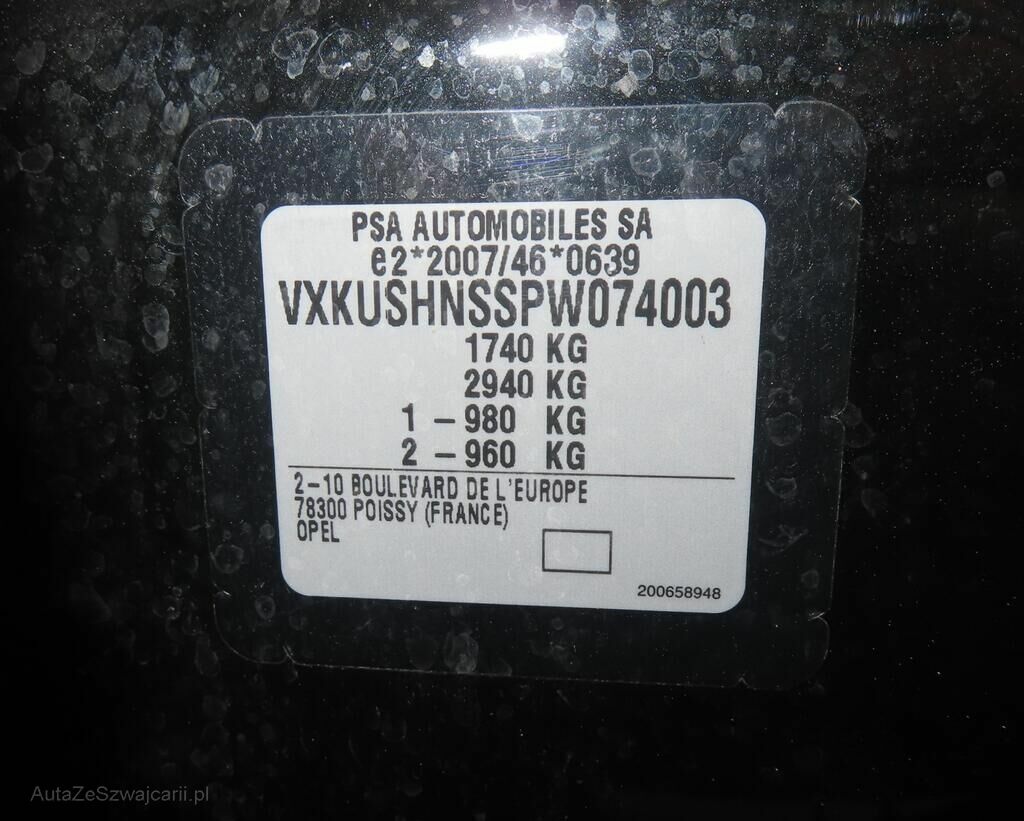 PSA AUTOMOBILES SA
e2*2007/46*0639
VXKUSHNSSPW074003
1740 KG
2940 KG
1 – 980 KG
2 – 960 KG
2–10 BOULEVARD DE L'EUROPE
78300 POISSY (FRANCE)
OPEL
200658948
AutaZeSzwajcarii.pl